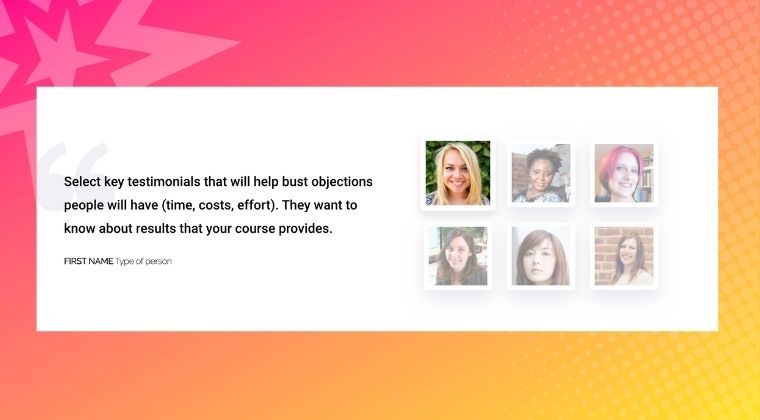 Select key testimonials that will help bust objections
people will have (time, costs, effort). They want to
know about results that your course provides.
FIRST NAME Type of person